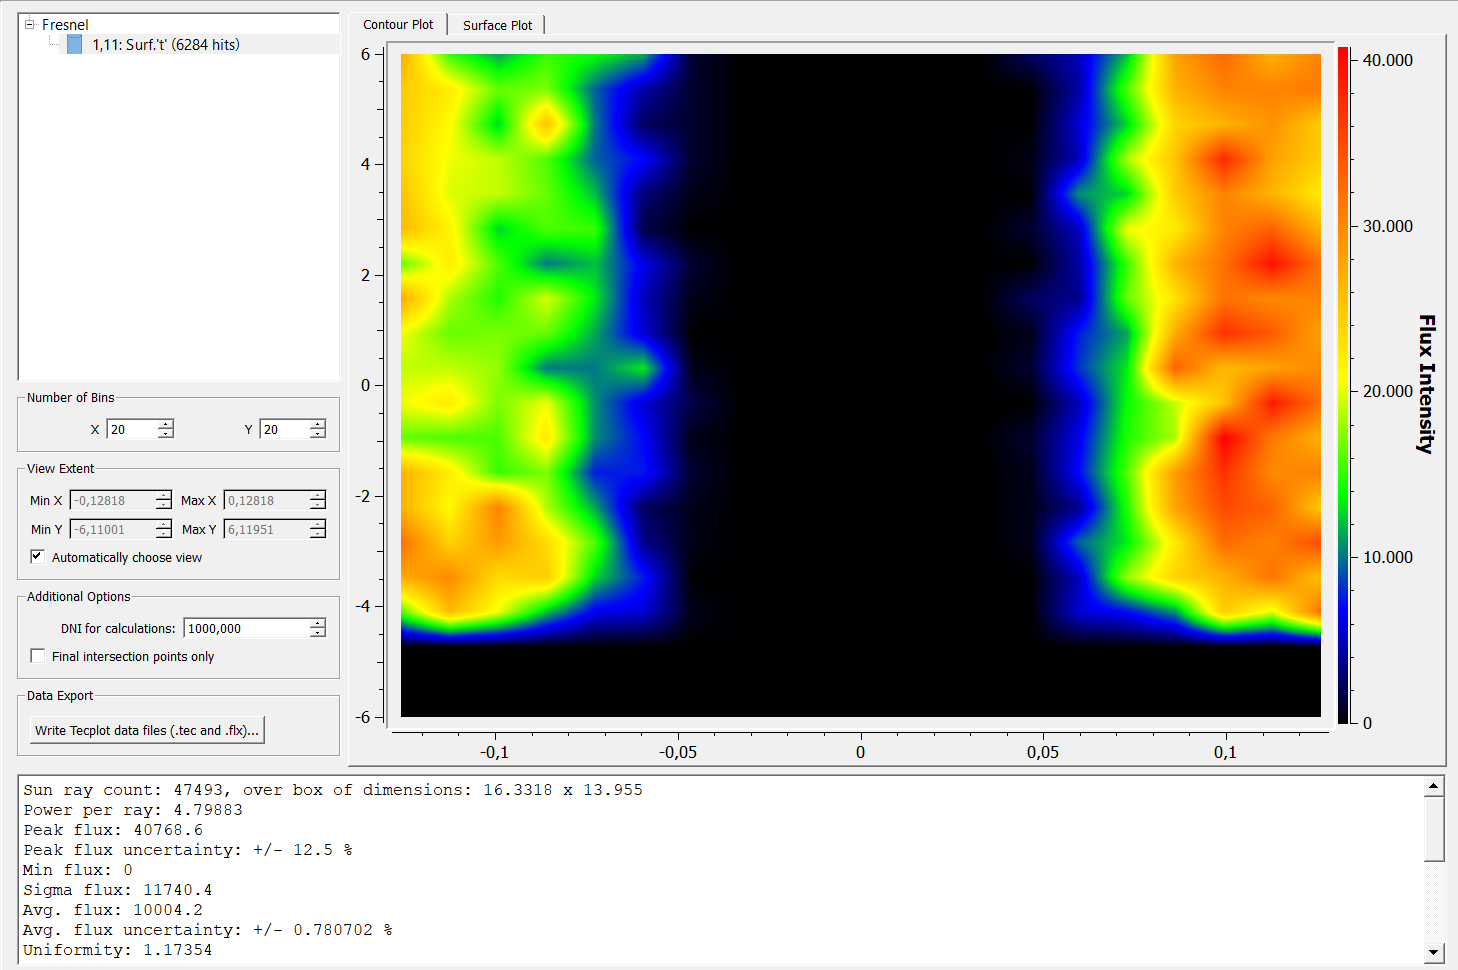 Fresnel
1,11: Surf.'t' (6284 hits)
Number of Bins
X 20 Y 20
View Extent
Min X -0,12818 Max X 0,12818
Min Y -6,11001 Max Y 6,11951
Automatically choose view
Additional Options
DNI for calculations: 1000,000
Final intersection points only
Data Export
Write Tecplot data files (.tec and .flx)...
Contour Plot Surface Plot
6
4
2
0
-2
-4
-6
-0,1 -0,05 0 0,05 0,1
40.000
30.000
20.000
10.000
0
Flux Intensity
Sun ray count: 47493, over box of dimensions: 16.3318 x 13.955
Power per ray: 4.79883
Peak flux: 40768.6
Peak flux uncertainty: +/- 12.5 %
Min flux: 0
Sigma flux: 11740.4
Avg. flux: 10004.2
Avg. flux uncertainty: +/- 0.780702 %
Uniformity: 1.17354